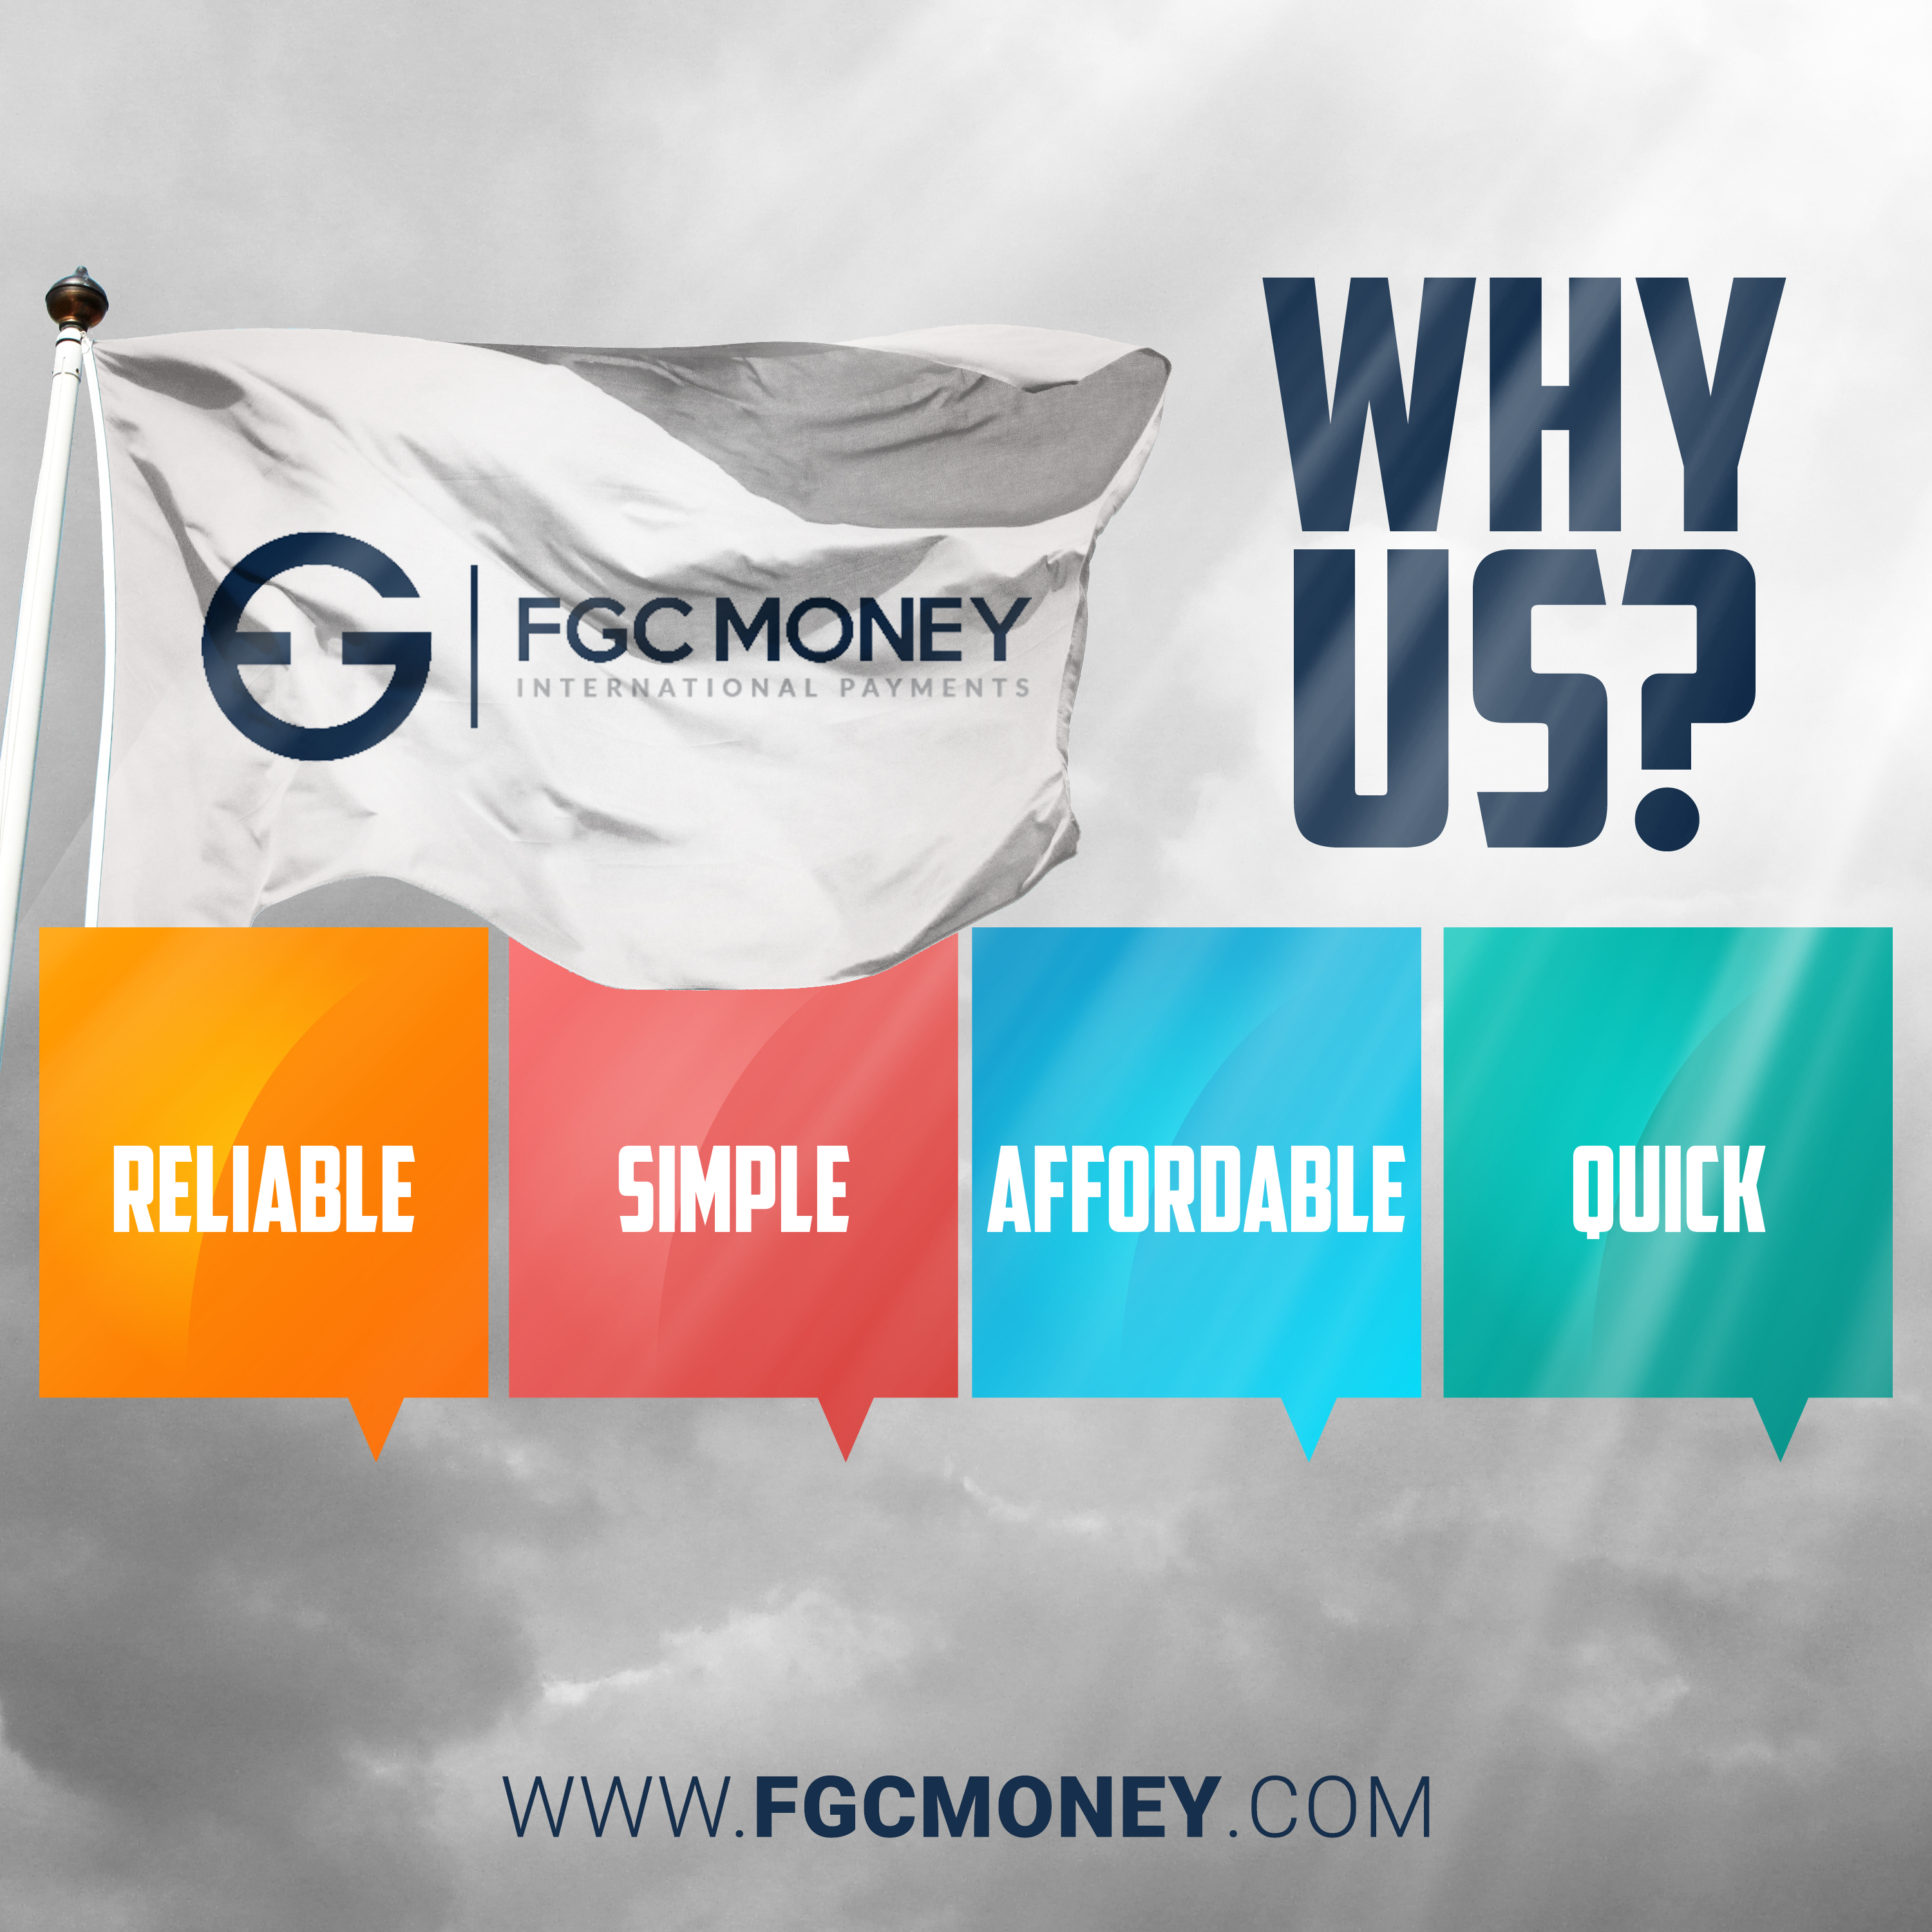 WHY
US?
FGC MONEY
INTERNATIONAL PAYMENTS
RELIABLE
SIMPLE
AFFORDABLE
QUICK
WWW.FGCMONEY.COM